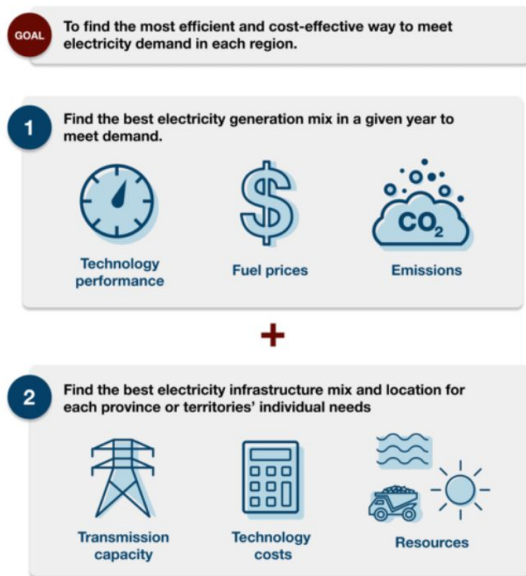 GOAL
To find the most efficient and cost-effective way to meet
electricity demand in each region.
1
Find the best electricity generation mix in a given year to
meet demand.
Technology
performance
Fuel prices
CO₂
Emissions
+
2
Find the best electricity infrastructure mix and location for
each province or territories' individual needs
Transmission
capacity
Technology
costs
Resources